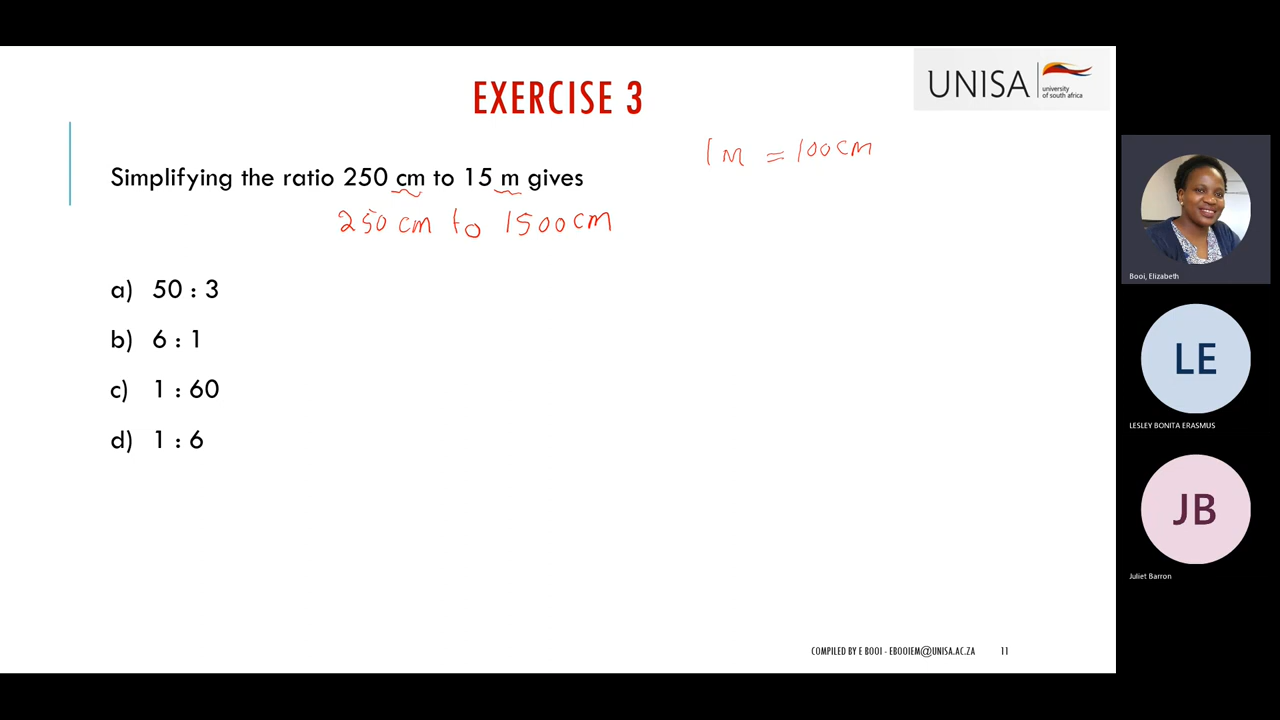 EXERCISE 3
UNISA
university
of south africa
1 m = 100 cm
Simplifying the ratio 250 cm to 15 m gives
250 cm to 1500 cm
a) 50 : 3
b) 6 : 1
c) 1 : 60
d) 1 : 6
COMPILED BY E BOOI - EBOOIEM@UNISA.AC.ZA 11
Booi, Elizabeth
LE
LESLEY BONITA ERASMUS
JB
Juliet Barron